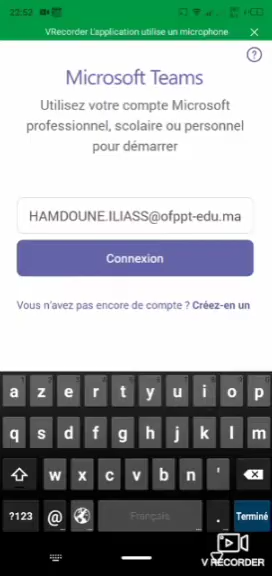 22:53
VRecorder L'application utilise un microphone
Microsoft Teams
Utilisez votre compte Microsoft
professionnel, scolaire ou personnel
pour démarrer
HAMDOUNE.ILIASS@ofppt-edu.ma
Connexion
Vous n'avez pas encore de compte ? Créez-en un
a z e r t y u i o p
q s d f g h j k l m
w x c v b n '
?123 @ Français . Terminé
V RECORDER